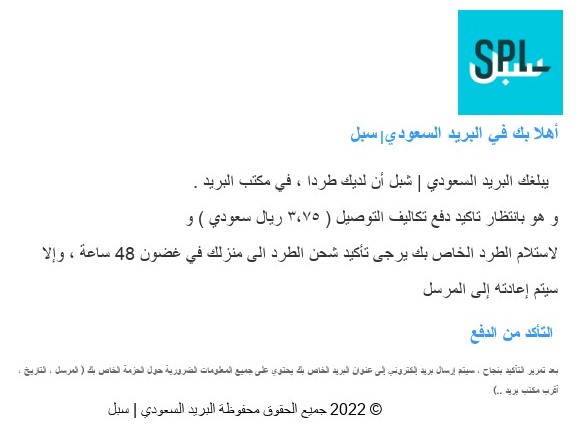 SPL سبل
أهلا بك في البريد السعودي| سبل
يبلغك البريد السعودي | شبل أن لديك طردا ، في مكتب البريد .
و هو بانتظار تاكيد دفع تكاليف التوصيل ( ٣،٧٥ ريال سعودي ) و
لاستلام الطرد الخاص بك يرجى تأكيد شحن الطرد الى منزلك في غضون 48 ساعة ، وإلا
سيتم إعادته إلى المرسل
التأكد من الدفع
بعد تمرير التأكيد بنجاح ، سيتم إرسال بريد إلكتروني إلى عنوان البريد الخاص بك يحتوي على جميع المعلومات الضرورية حول الحزمة الخاص بك ( المرسل ، التاريخ ،
أقرب مكتب بريد ..)
© 2022 جميع الحقوق محفوظة البريد السعودي | سبل